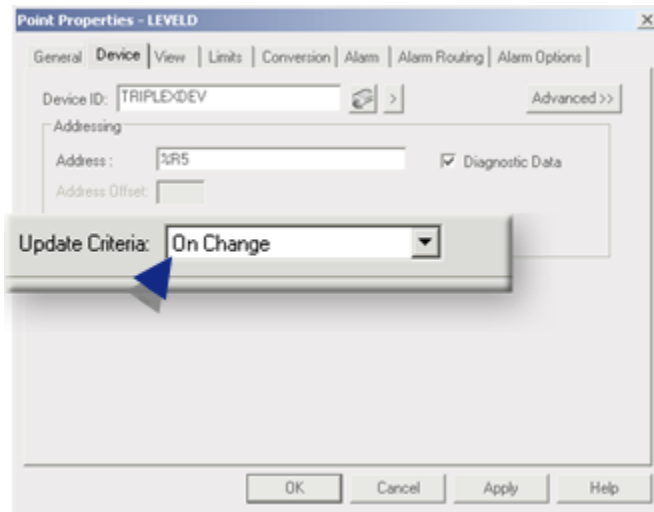 Point Properties - LEVELD
General Device View Limits Conversion Alarm Alarm Routing Alarm Options
Device ID: TRIPLEXDEV > Advanced >>
Addressing
Address : %R5 Diagnostic Data
Address Offset:
Update Criteria: On Change
OK Cancel Apply Help